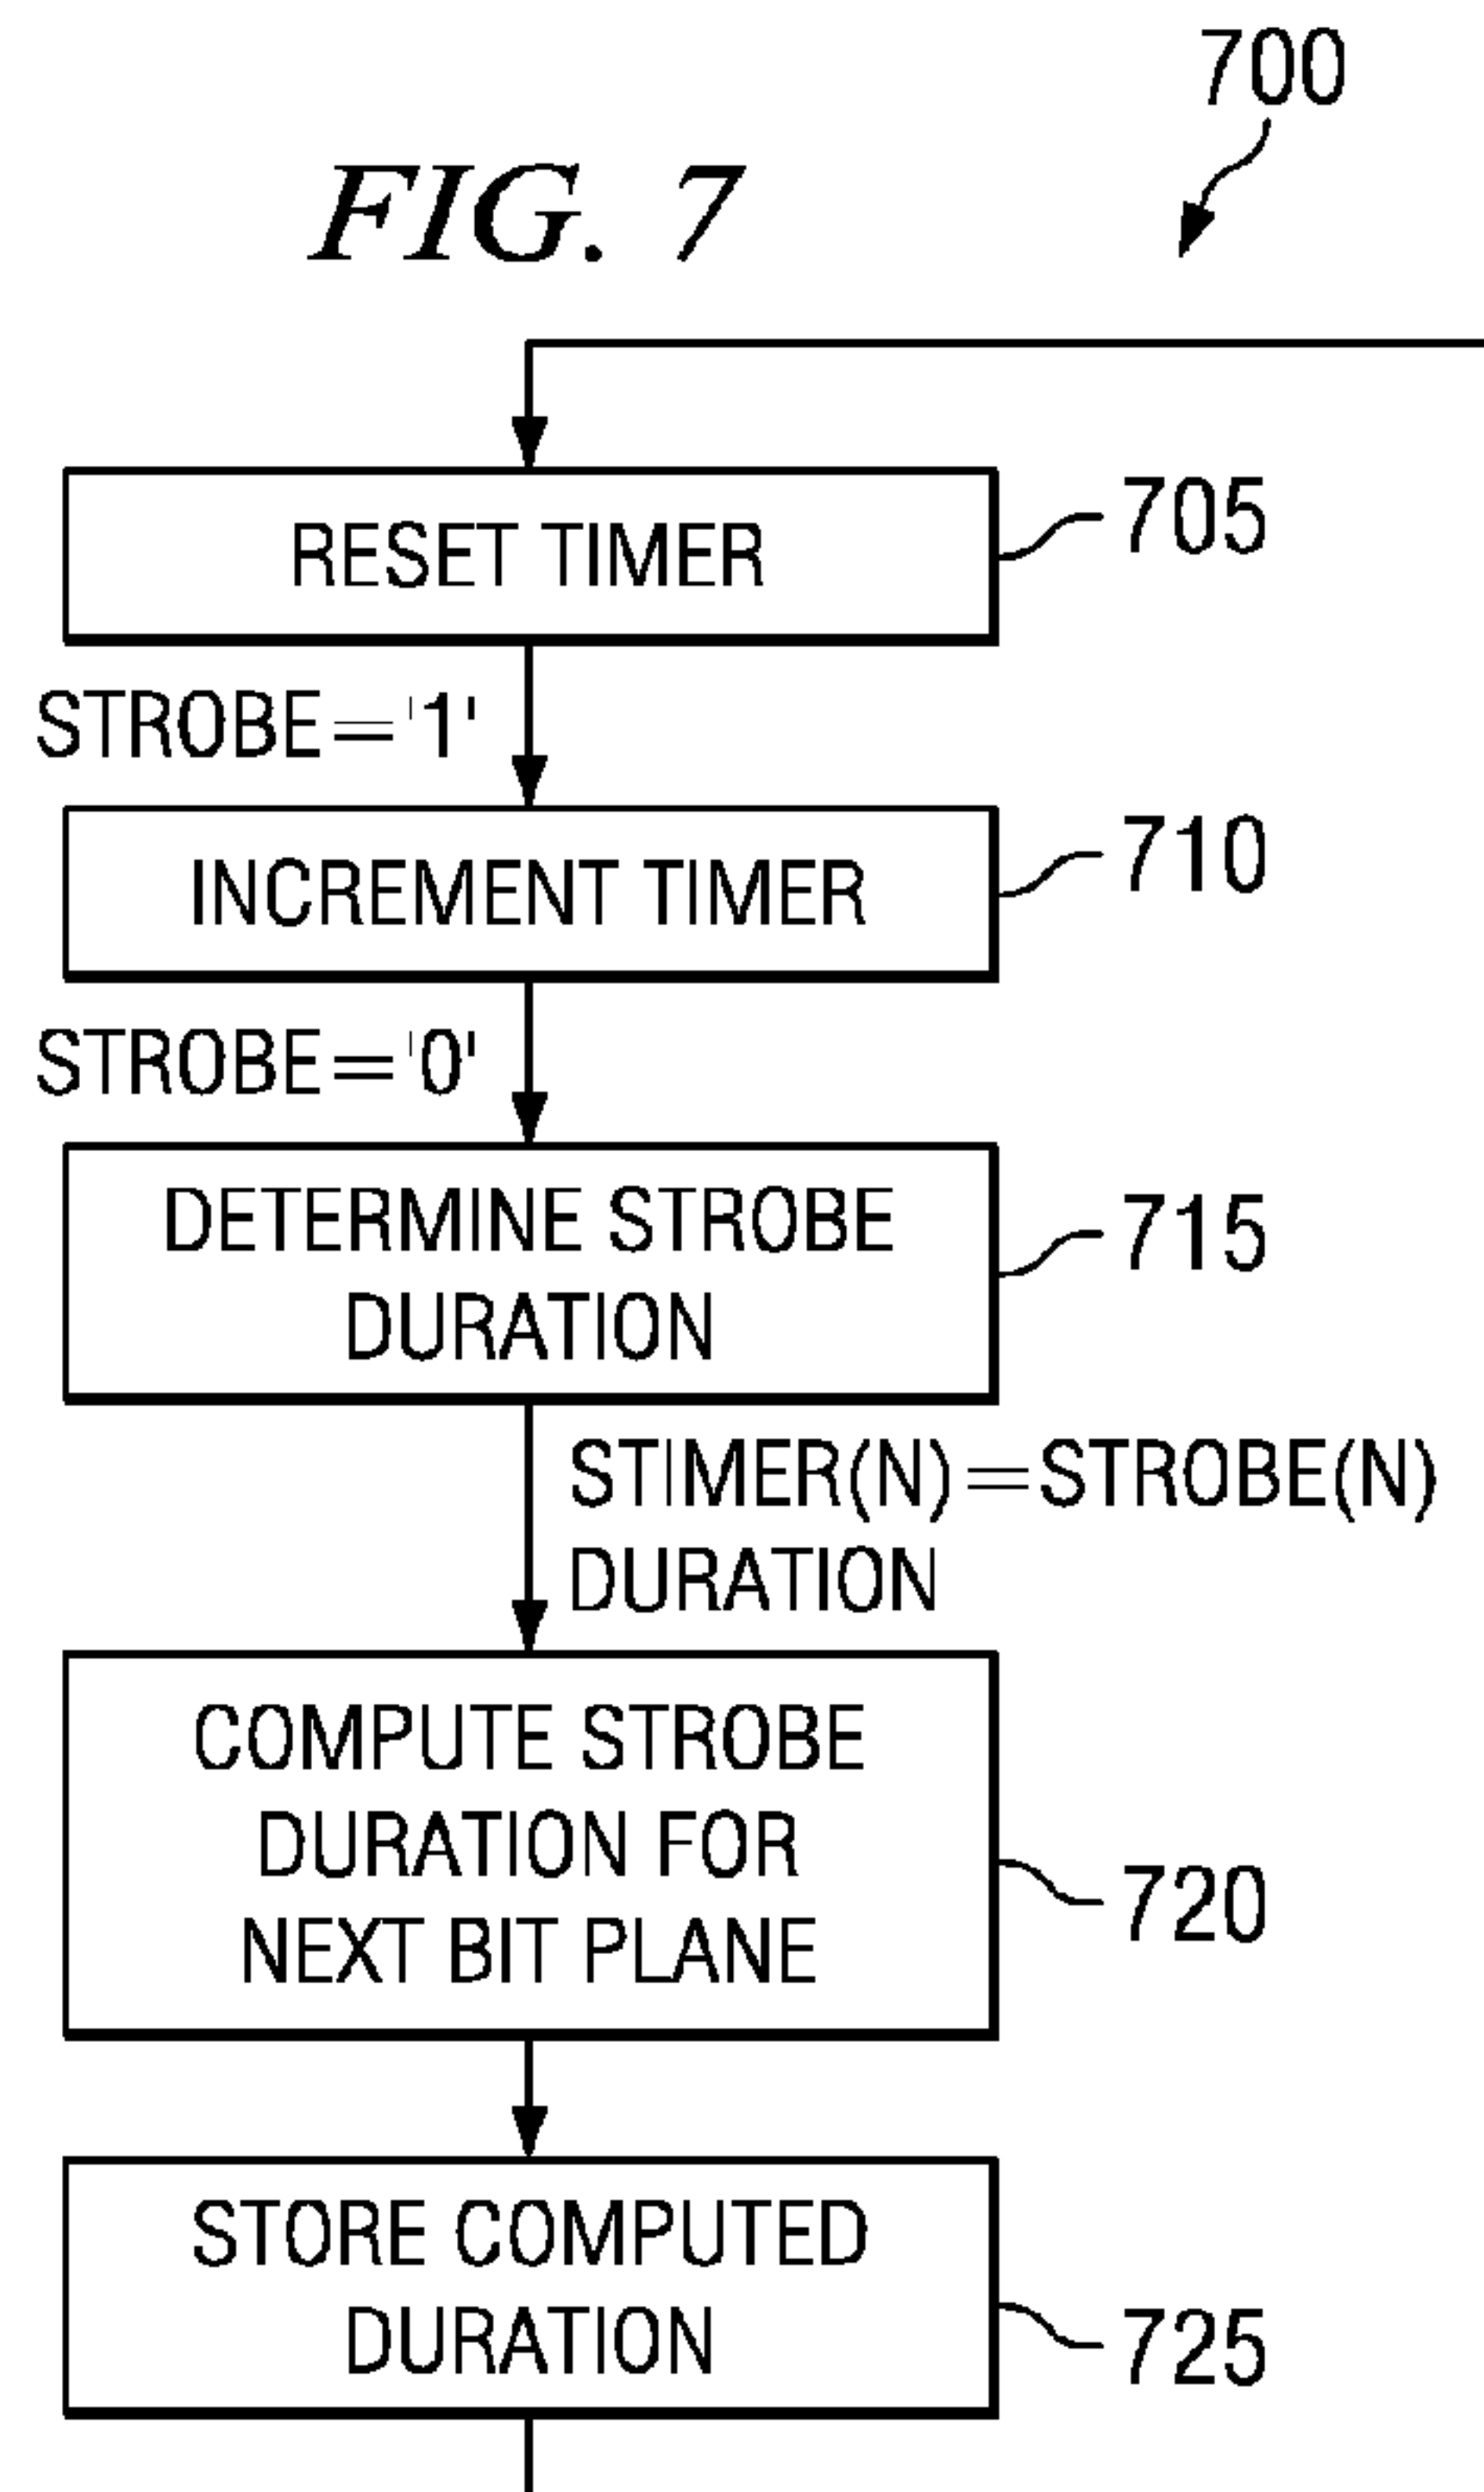 700
FIG. 7
RESET TIMER
705
STROBE='1'
INCREMENT TIMER
710
STROBE='0'
DETERMINE STROBE
DURATION
715
STIMER(N)=STROBE(N)
DURATION
COMPUTE STROBE
DURATION FOR
NEXT BIT PLANE
720
STORE COMPUTED
DURATION
725